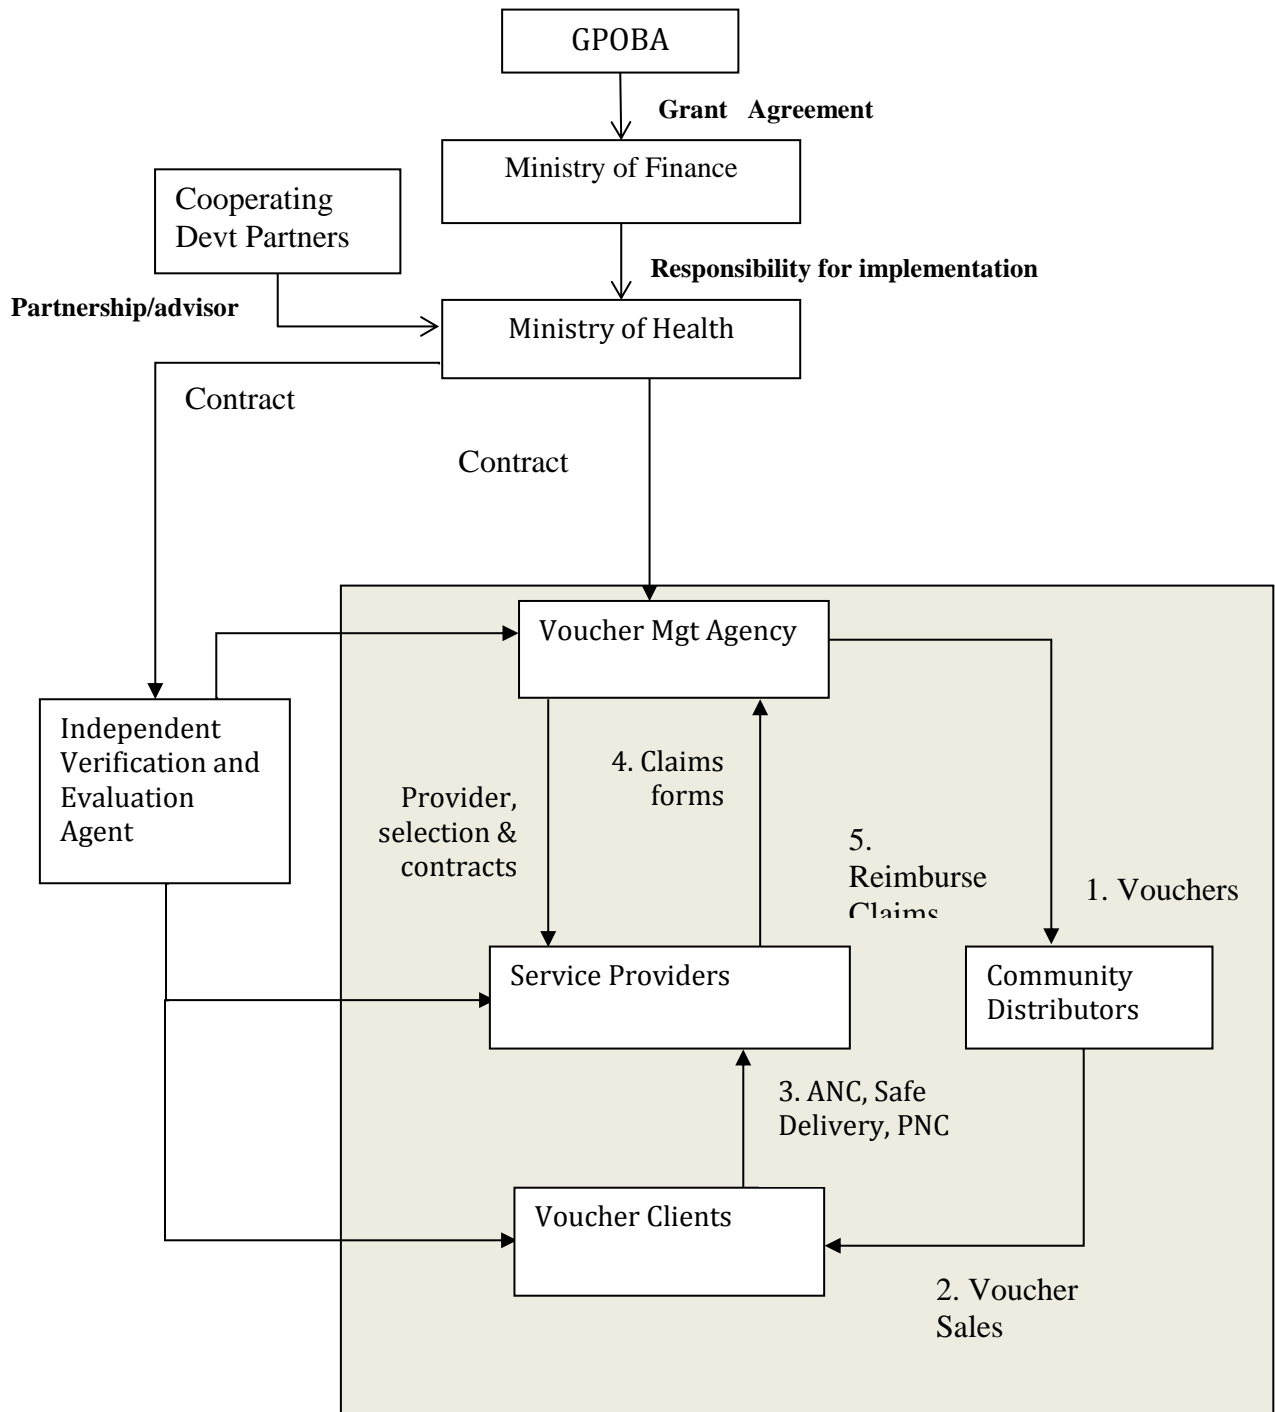 GPOBA
Grant Agreement
Ministry of Finance
Cooperating
Devt Partners
Responsibility for implementation
Partnership/advisor
Ministry of Health
Contract
Contract
Voucher Mgt Agency
Independent
Verification and
Evaluation
Agent
4. Claims
forms
Provider,
selection &
contracts
5.
Reimburse
Claims
1. Vouchers
Service Providers
Community
Distributors
3. ANC, Safe
Delivery, PNC
Voucher Clients
2. Voucher
Sales